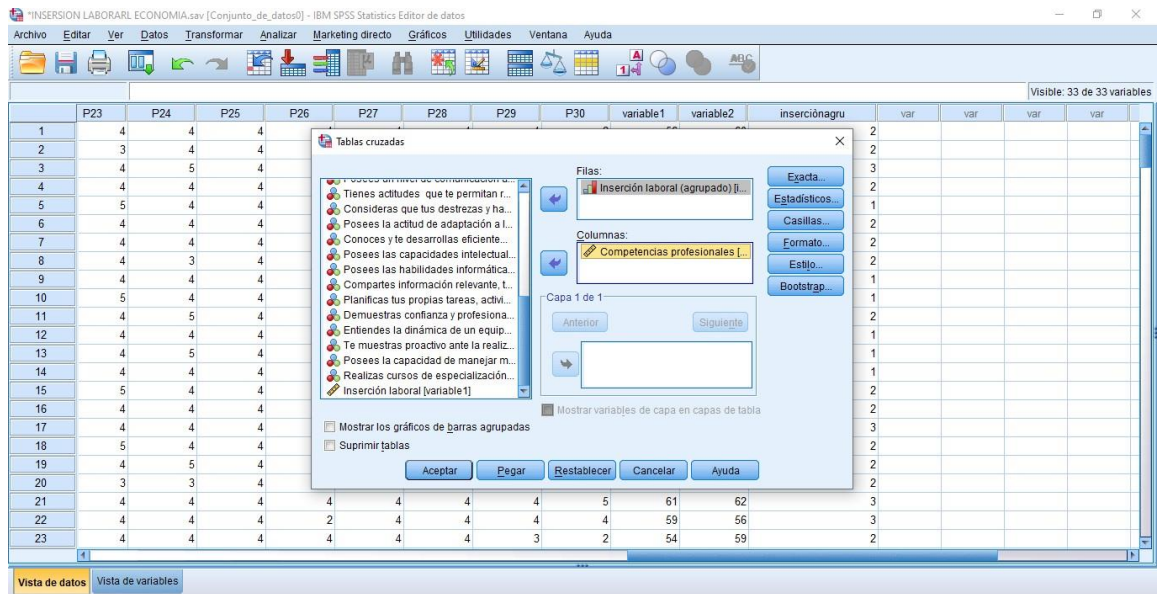 *INSERSION LABORARL ECONOMIA.sav [Conjunto_de_datos0] - IBM SPSS Statistics Editor de datos
Archivo Editar Ver Datos Transformar Analizar Marketing directo Gráficos Utilidades Ventana Ayuda
Visible: 33 de 33 variables
P23 P24 P25 P26 P27 P28 P29 P30 variable1 variable2 inserciònagru var var var var
1 4 4 4 2
2 3 4 4 2
3 4 5 4 3
4 4 4 4 2
5 5 4 4 1
6 4 4 4 2
7 4 4 4 2
8 4 3 4 2
9 4 4 4 1
10 5 4 4 1
11 4 5 4 2
12 4 4 4 1
13 4 5 4 1
14 4 4 4 1
15 5 4 4 2
16 4 4 4 2
17 4 4 4 3
18 5 4 4 2
19 4 5 4 2
20 3 3 4 2
21 4 4 4 4 4 4 4 5 61 62 3
22 4 4 4 2 4 4 4 4 59 56 3
23 4 4 4 4 4 4 3 2 54 59 2
Tablas cruzadas
Tienes actitudes que te permitan r...
Consideras que tus destrezas y ha...
Posees la actitud de adaptación a l...
Conoces y te desarrollas eficiente...
Posees las capacidades intelectual...
Posees las habilidades informática...
Compartes información relevante, t...
Planificas tus propias tareas, activi...
Demuestras confianza y profesiona...
Entiendes la dinámica de un equip...
Te muestras proactivo ante la realiz...
Posees la capacidad de manejar m...
Realizas cursos de especialización...
Inserción laboral [variable1]
Filas:
Inserción laboral (agrupado) [i...
Columnas:
Competencias profesionales [...
Capa 1 de 1
Anterior Siguiente
Mostrar variables de capa en capas de tabla
Exacta...
Estadísticos...
Casillas...
Formato...
Estilo...
Bootstrap...
Mostrar los gráficos de barras agrupadas
Suprimir tablas
Aceptar Pegar Restablecer Cancelar Ayuda
Vista de datos Vista de variables